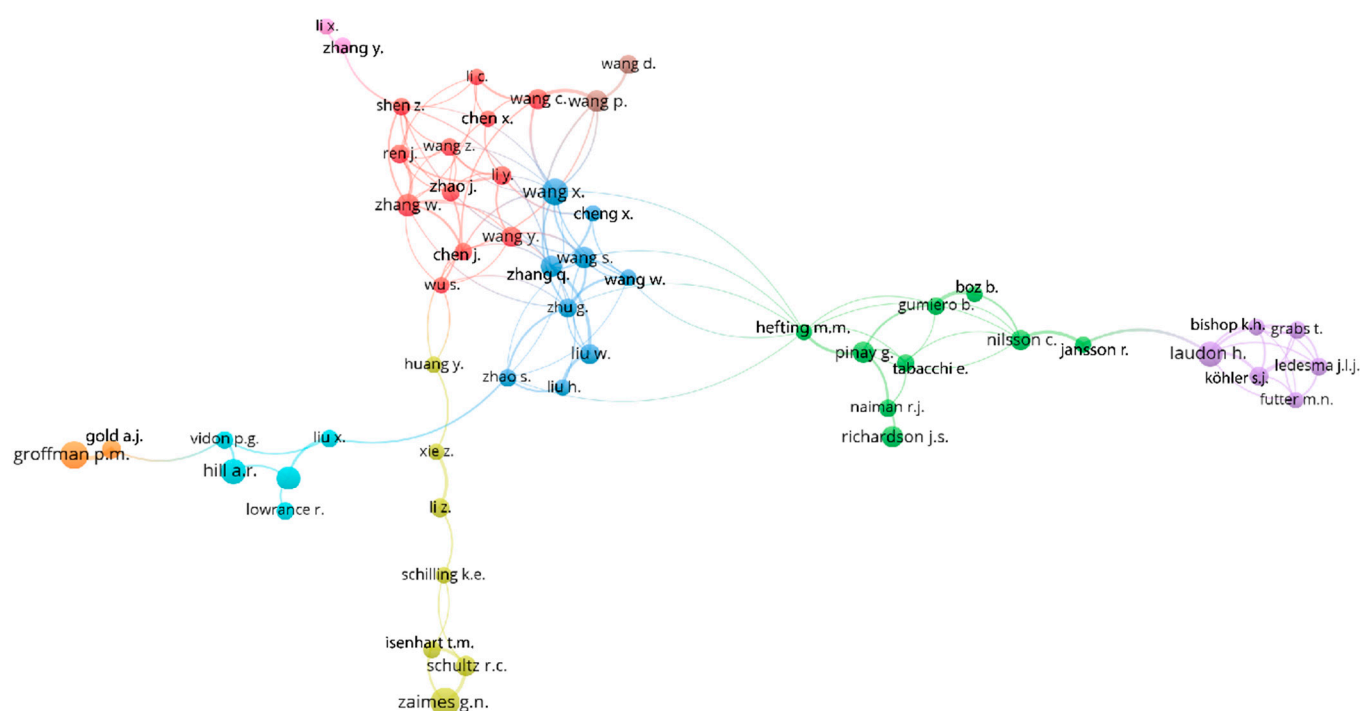 li x.
zhang y.
wang d.
li c.
shen z.
wang c.
wang p.
chen x.
ren j.
wang z.
li y.
zhao j.
wang x.
zhang w.
cheng x.
wang y.
chen j.
wang s.
zhang q.
wang w.
wu s.
zhu g.
boz b.
gumiero b.
hefting m.m.
nilsson c.
jansson r.
bishop k.h.
grabs t.
laudon h.
ledesma j.l.j.
köhler s.j.
futter m.n.
pinay g.
tabacchi e.
liu w.
huang y.
zhao s.
liu h.
naiman r.j.
richardson j.s.
gold a.j.
groffman p.m.
vidon p.g.
liu x.
hill a.r.
xie z.
lowrance r.
li z.
schilling k.e.
isenhart t.m.
schultz r.c.
zaimes g.n.